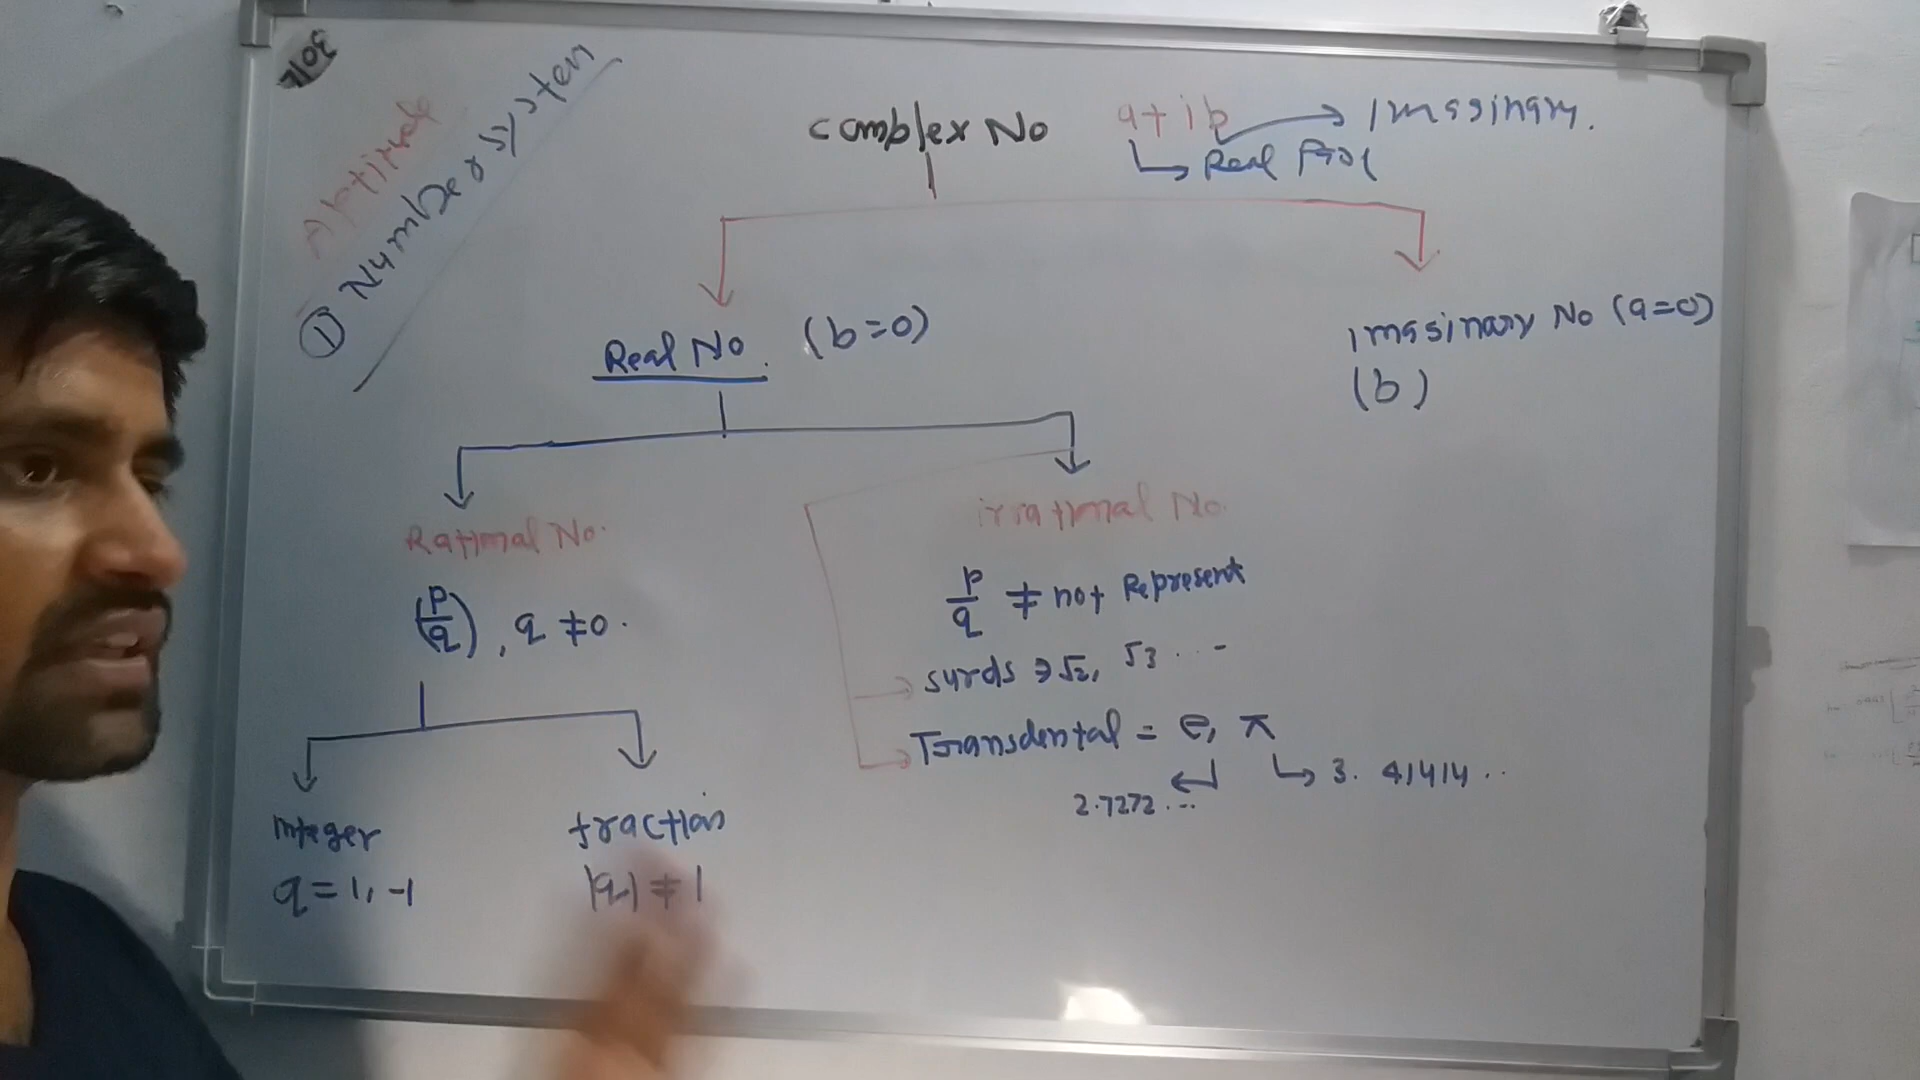 Aptitude
① Number system
complex No
a+ib → Imaginary.
↳ Real Part
Real No. (b=0)
Imaginary No (a=0)
(b)
Rational No.
irrational No.
(p/q), q ≠0.
p/q ≠ not Represent
surds → √2, √3 . . -
Transdental = e, π
↳ 3. 41414 ..
2.7272...
Integer
fraction
q = 1, -1
|q| ≠ 1